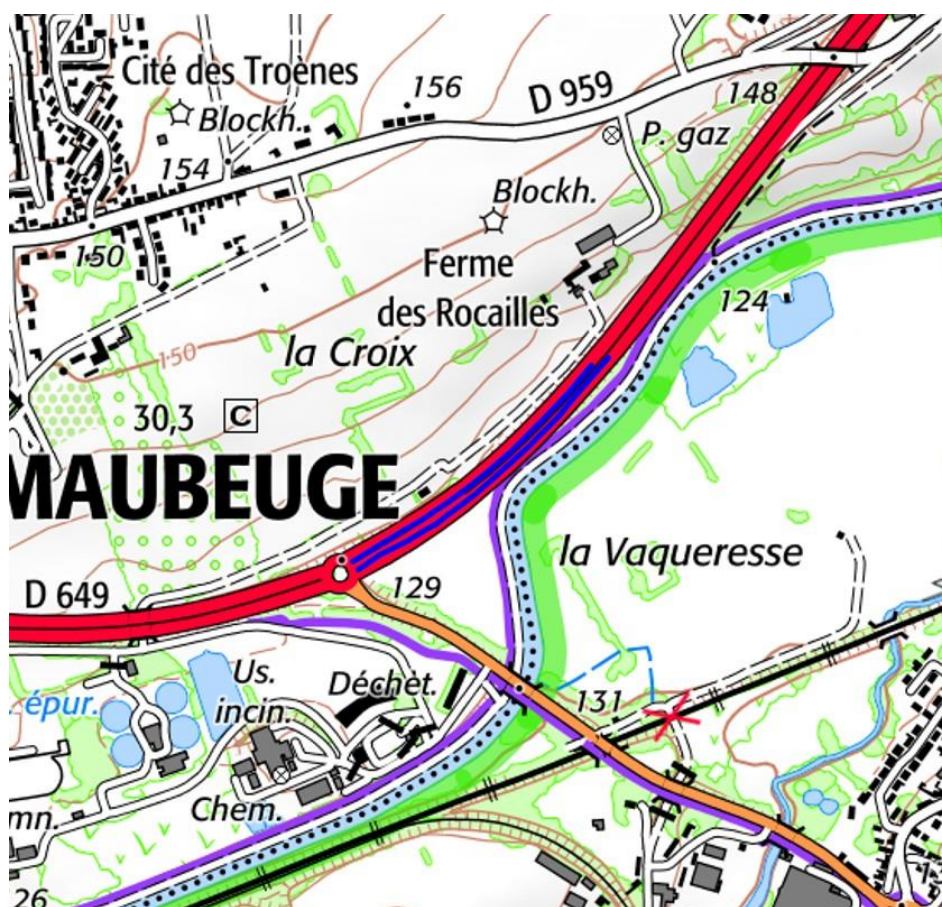 Cité des Troènes
156
D 959
148
Blockh.
P. gaz
154
Blockh.
150
Ferme
des Rocailles
124
150
la Croix
30,3
C
MAUBEUGE
la Vaqueresse
D 649
129
Us.
incin.
Déchèt.
131
épur.
Chem.
mn.
26